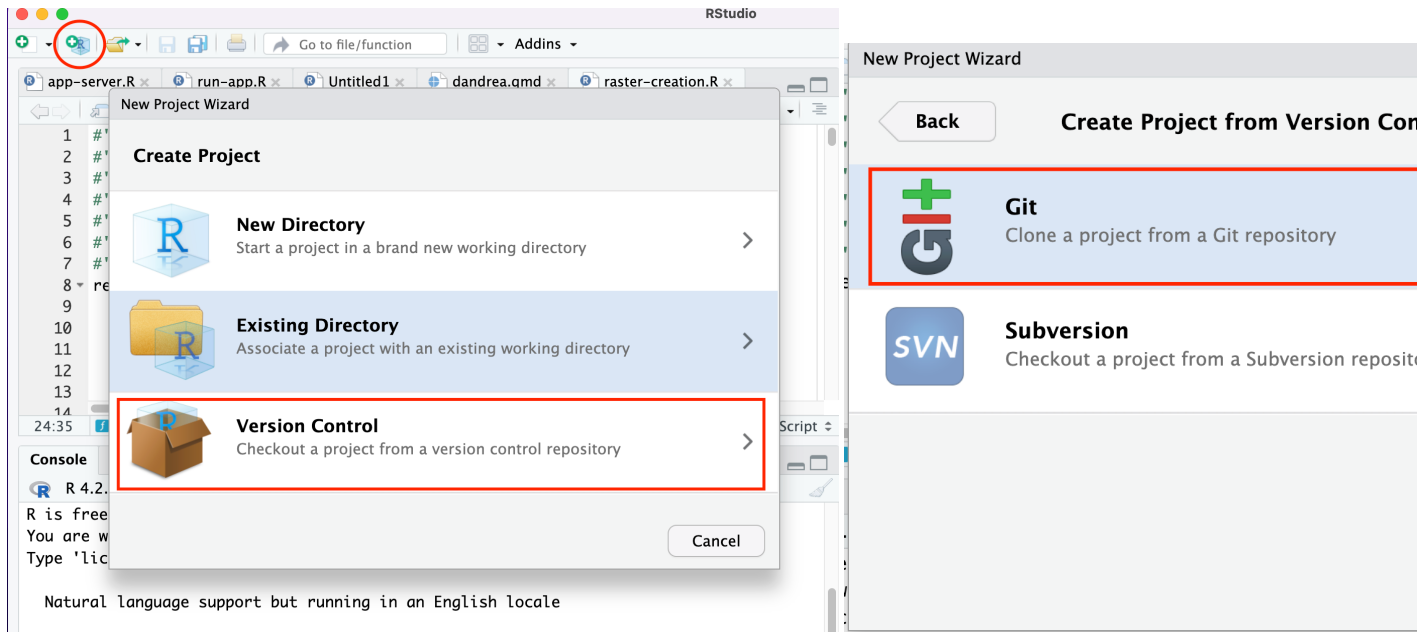 RStudio
Go to file/function
Addins
app-server.R
run-app.R
Untitled1
dandrea.qmd
raster-creation.R
New Project Wizard
Create Project
New Directory
Start a project in a brand new working directory
Existing Directory
Associate a project with an existing working directory
Version Control
Checkout a project from a version control repository
Cancel
1 #'
2 #'
3 #'
4 #'
5 #'
6 #'
7 #'
8 re
9
10
11
12
13
14
24:35
Script
Console
R 4.2.
R is free
You are w
Type 'lic
Natural language support but running in an English locale
New Project Wizard
Back
Create Project from Version Con
Git
Clone a project from a Git repository
SVN
Subversion
Checkout a project from a Subversion reposito